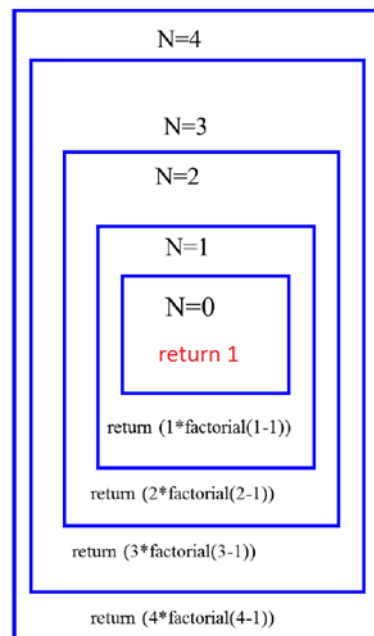 N=4
N=3
N=2
N=1
N=0
return 1
return (1*factorial(1-1))
return (2*factorial(2-1))
return (3*factorial(3-1))
return (4*factorial(4-1))